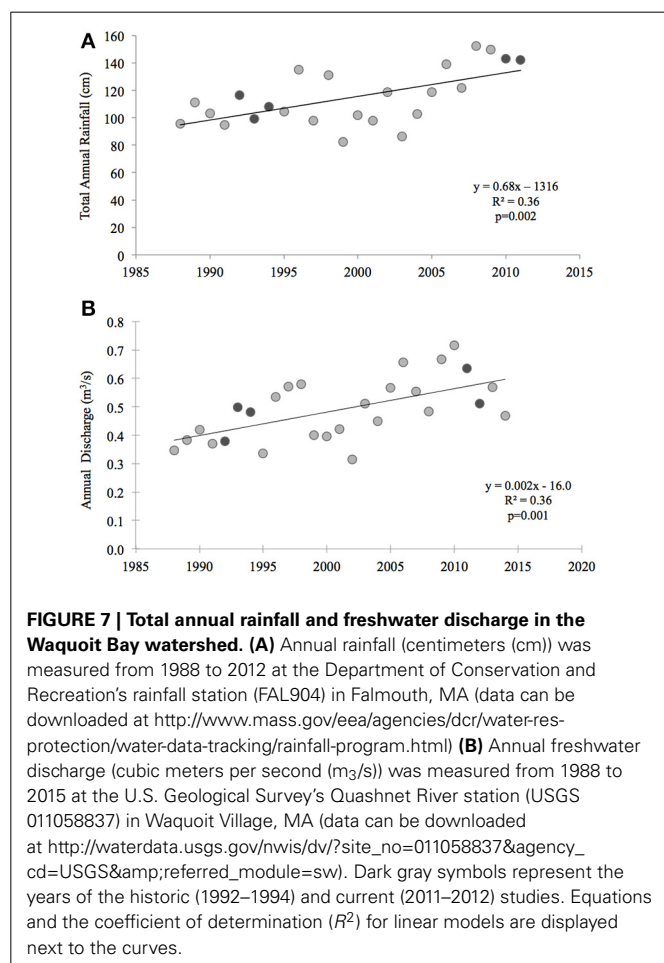 A
160
140
120
100
80
60
40
20
0
Total Annual Rainfall (cm)
y = 0.68x – 1316
R² = 0.36
p=0.002
1985 1990 1995 2000 2005 2010 2015
B
0.8
0.7
0.6
0.5
0.4
0.3
0.2
0.1
0.0
Annual Discharge (m³/s)
y = 0.002x - 16.0
R² = 0.36
p=0.001
1985 1990 1995 2000 2005 2010 2015 2020
FIGURE 7 | Total annual rainfall and freshwater discharge in the
Waquoit Bay watershed. (A) Annual rainfall (centimeters (cm)) was
measured from 1988 to 2012 at the Department of Conservation and
Recreation's rainfall station (FAL904) in Falmouth, MA (data can be
downloaded at http://www.mass.gov/eea/agencies/dcr/water-res-
protection/water-data-tracking/rainfall-program.html) (B) Annual freshwater
discharge (cubic meters per second (m₃/s)) was measured from 1988 to
2015 at the U.S. Geological Survey's Quashnet River station (USGS
011058837) in Waquoit Village, MA (data can be downloaded
at http://waterdata.usgs.gov/nwis/dv/?site_no=011058837&agency_
cd=USGS&amp;referred_module=sw). Dark gray symbols represent the
years of the historic (1992–1994) and current (2011–2012) studies. Equations
and the coefficient of determination (R²) for linear models are displayed
next to the curves.